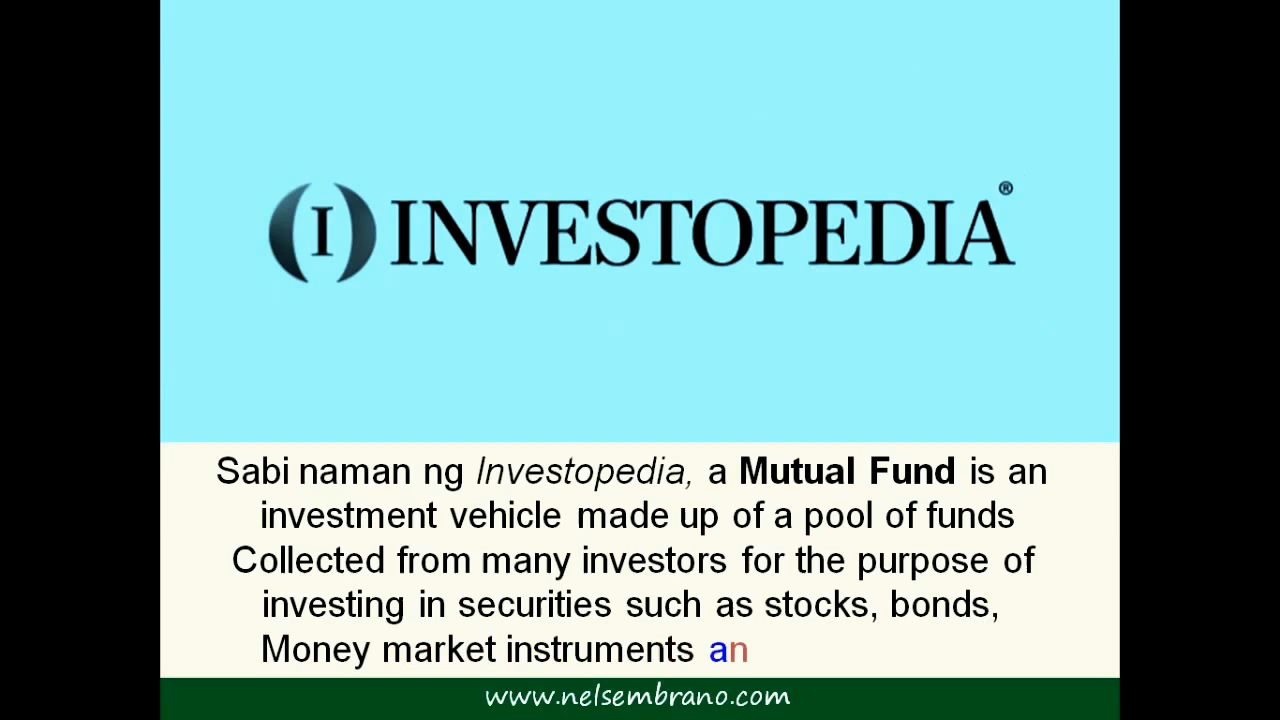 (I) INVESTOPEDIA®
Sabi naman ng Investopedia, a Mutual Fund is an
investment vehicle made up of a pool of funds
Collected from many investors for the purpose of
investing in securities such as stocks, bonds,
Money market instruments an
www.nelsembrano.com